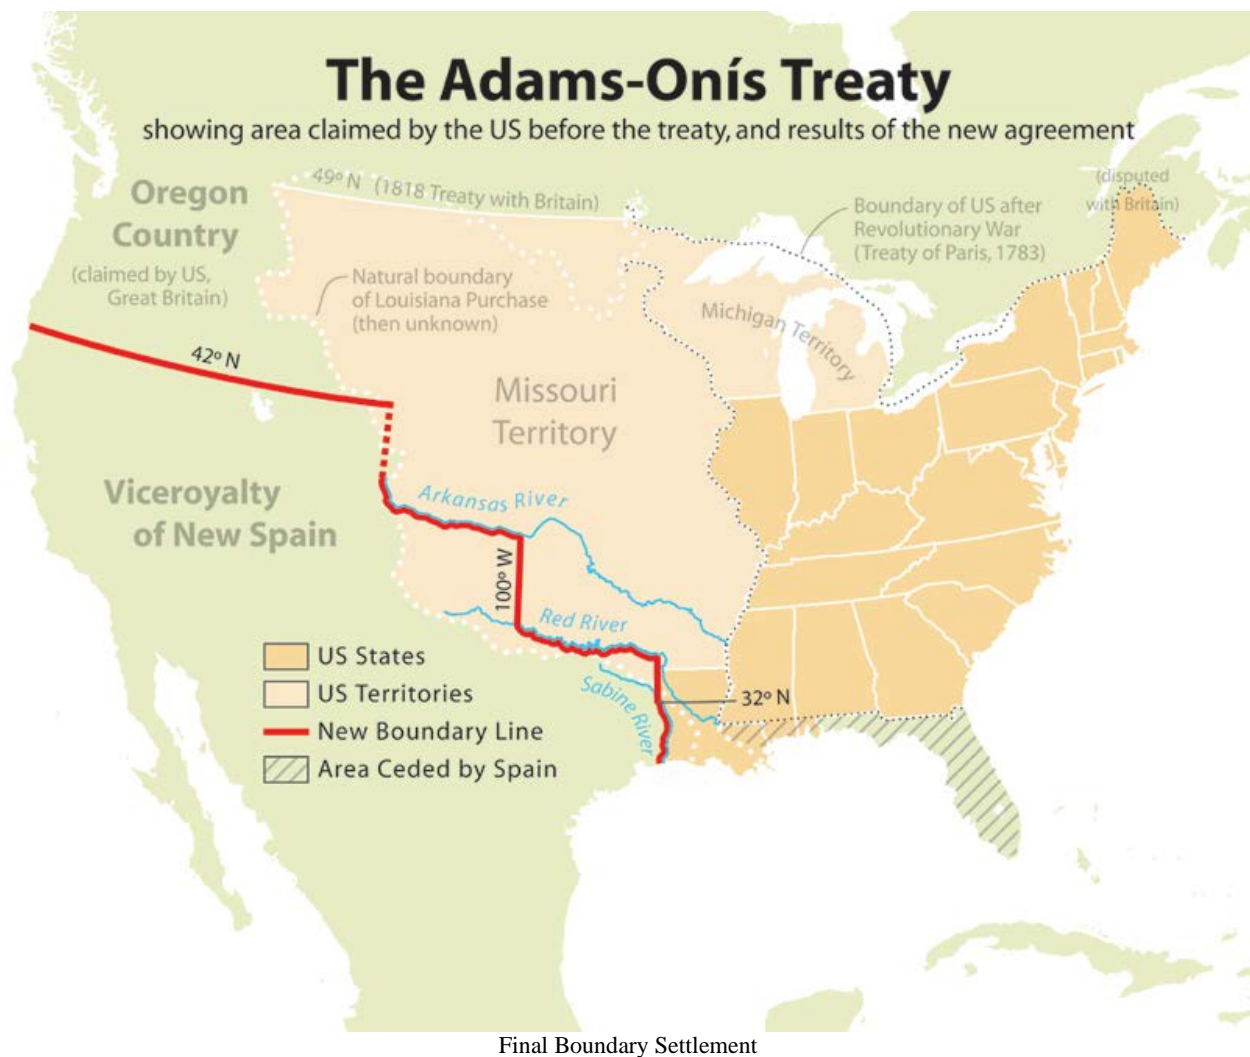 The Adams-Onís Treaty
showing area claimed by the US before the treaty, and results of the new agreement
49º N (1818 Treaty with Britain)
(disputed
with Britain)
Oregon
Country
(claimed by US,
Great Britain)
Boundary of US after
Revolutionary War
(Treaty of Paris, 1783)
Natural boundary
of Louisiana Purchase
(then unknown)
Michigan Territory
42º N
Missouri
Territory
Viceroyalty
of New Spain
Arkansas River
100º W
Red River
Sabine River
32º N
US States
US Territories
New Boundary Line
Area Ceded by Spain
Final Boundary Settlement